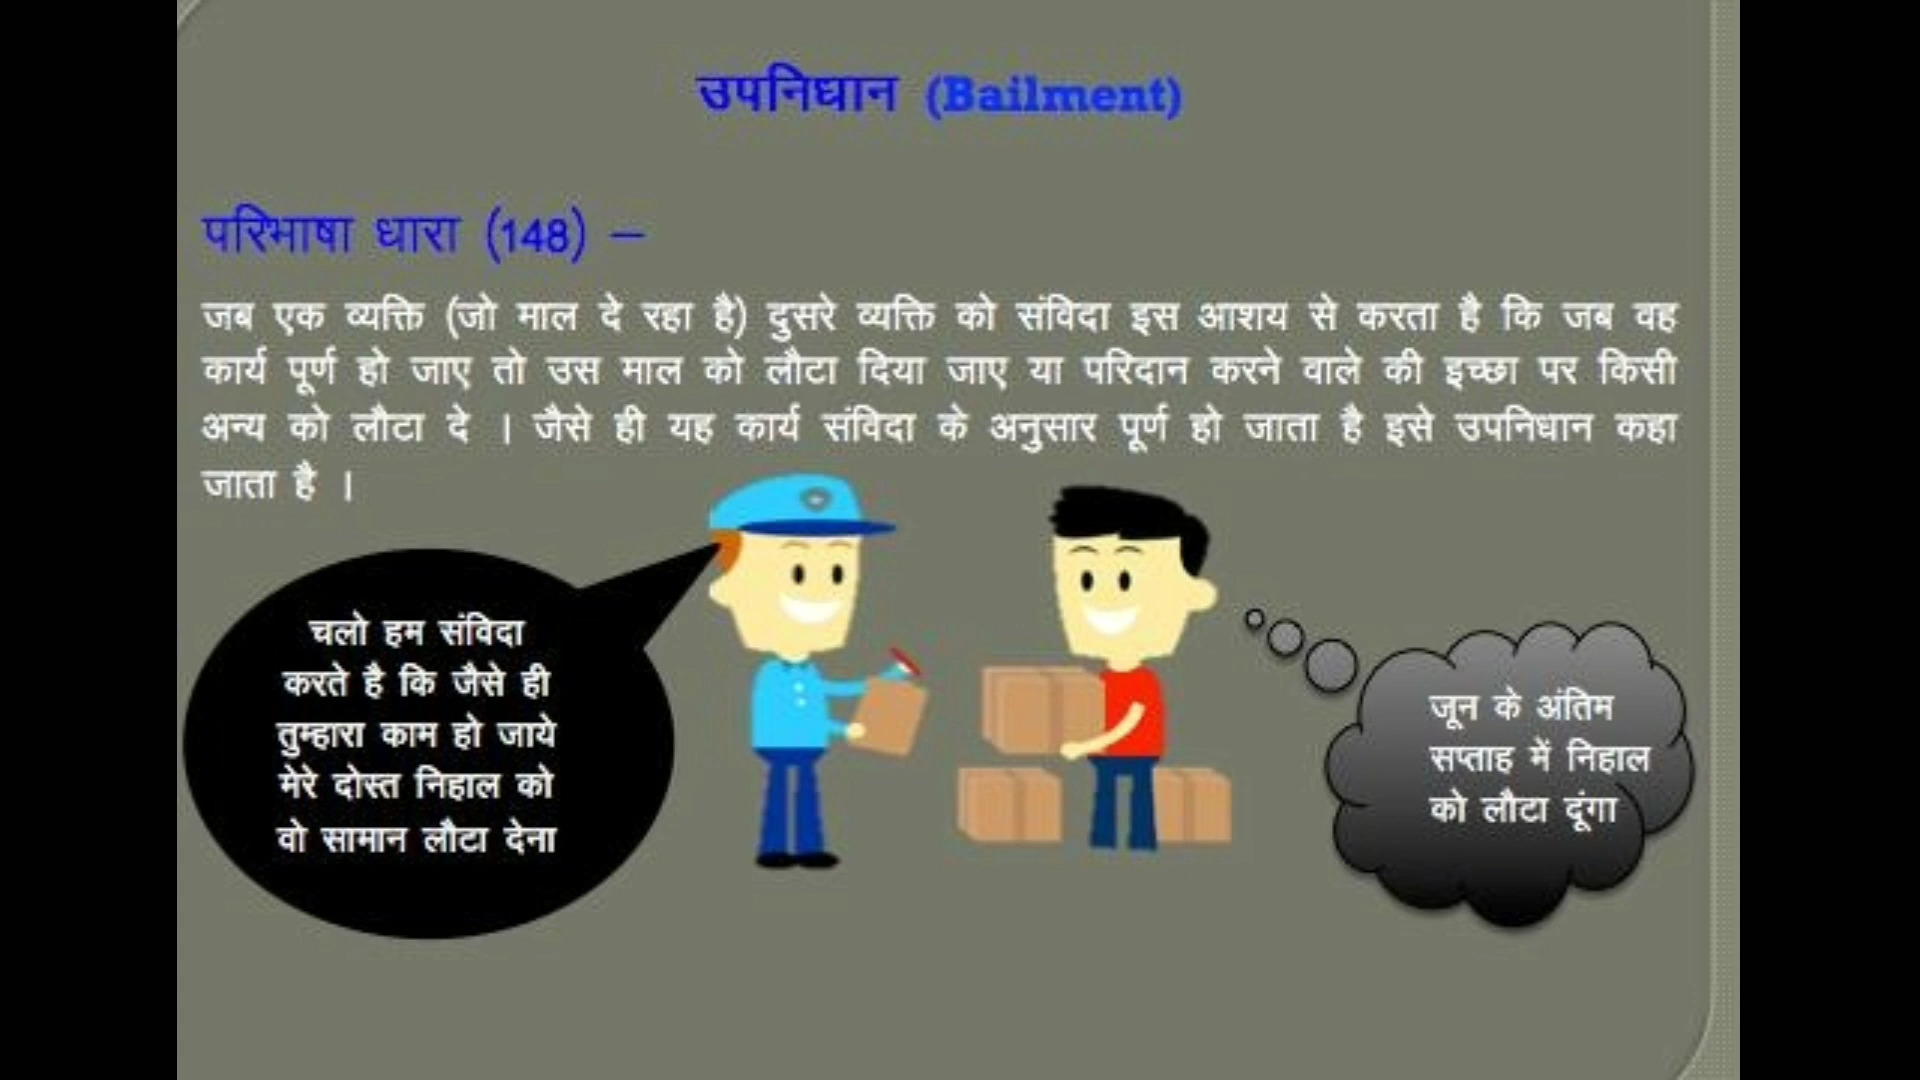 उपनिधान (Bailment)
परिभाषा धारा (148) –
जब एक व्यक्ति (जो माल दे रहा है) दुसरे व्यक्ति को संविदा इस आशय से करता है कि जब वह
कार्य पूर्ण हो जाए तो उस माल को लौटा दिया जाए या परिदान करने वाले की इच्छा पर किसी
अन्य को लौटा दे । जैसे ही यह कार्य संविदा के अनुसार पूर्ण हो जाता है इसे उपनिधान कहा
जाता है ।
चलो हम संविदा
करते है कि जैसे ही
तुम्हारा काम हो जाये
मेरे दोस्त निहाल को
वो सामान लौटा देना
जून के अंतिम
सप्ताह में निहाल
को लौटा दूंगा